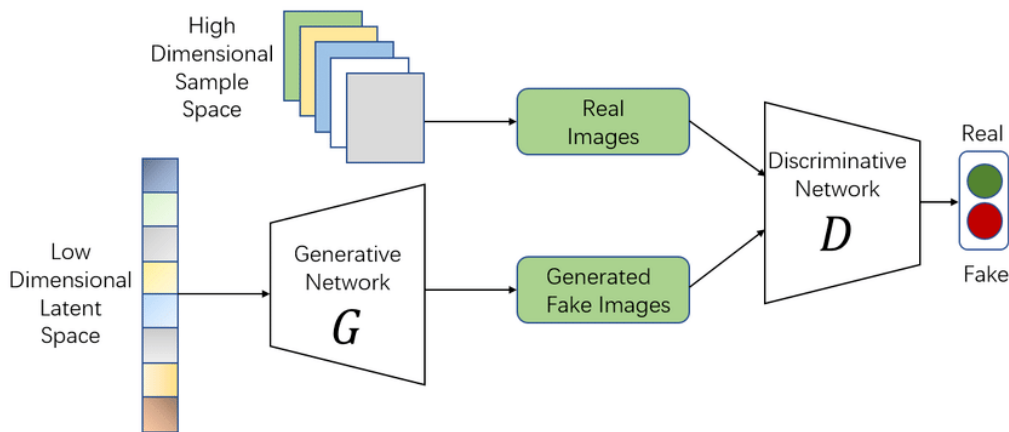 High
Dimensional
Sample
Space
Real
Images
Real
Discriminative
Network
D
Fake
Low
Dimensional
Latent
Space
Generative
Network
G
Generated
Fake Images